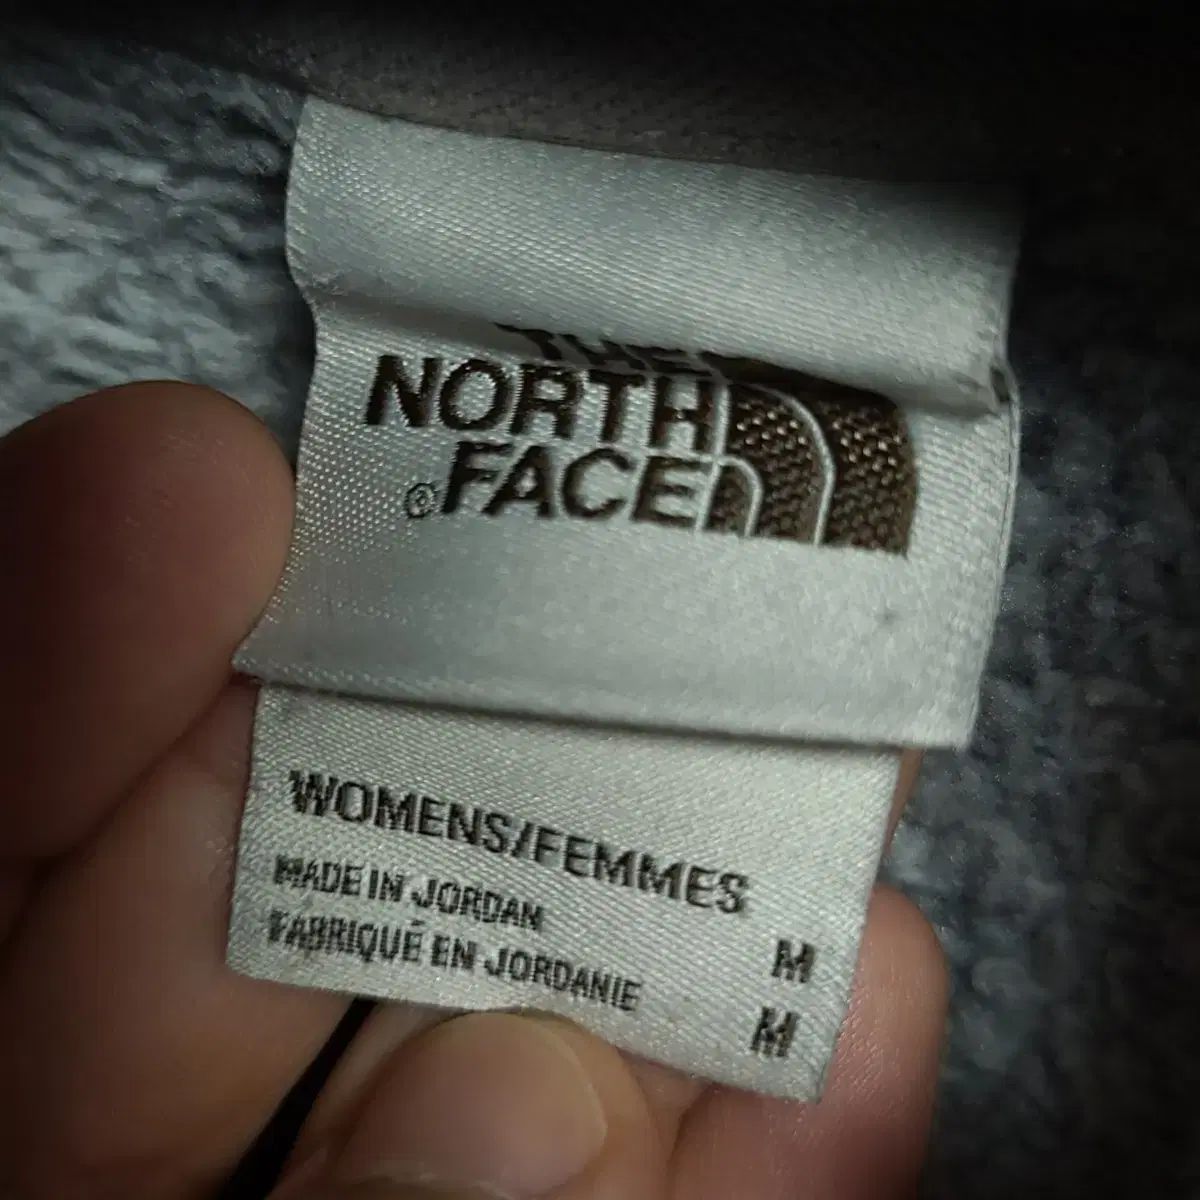 THE
NORTH
FACE®
WOMENS/FEMMES
MADE IN JORDAN M
FABRIQUÉ EN JORDANIE M